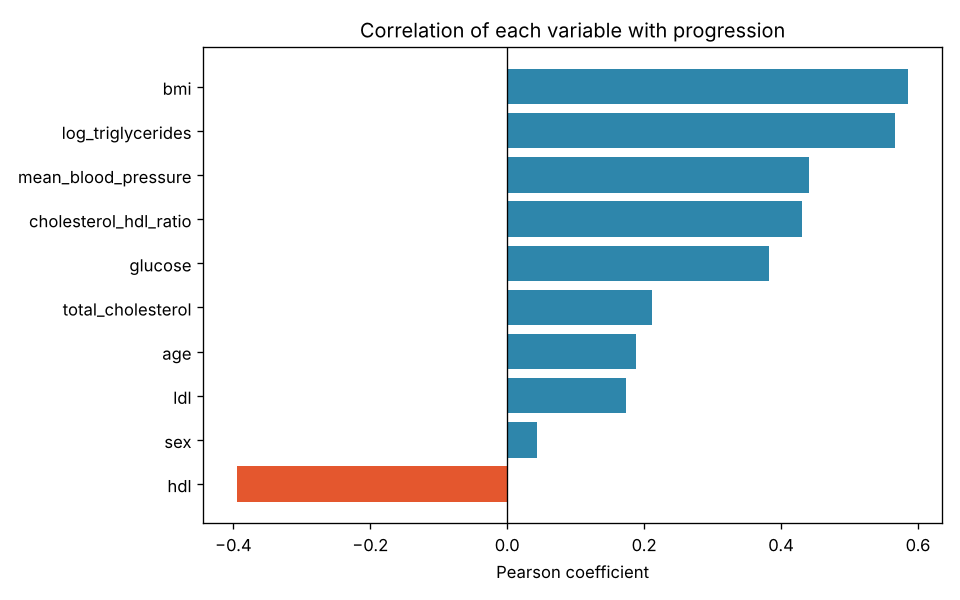 Correlation of each variable with progression
bmi
log_triglycerides
mean_blood_pressure
cholesterol_hdl_ratio
glucose
total_cholesterol
age
ldl
sex
hdl
−0.4 −0.2 0.0 0.2 0.4 0.6
Pearson coefficient